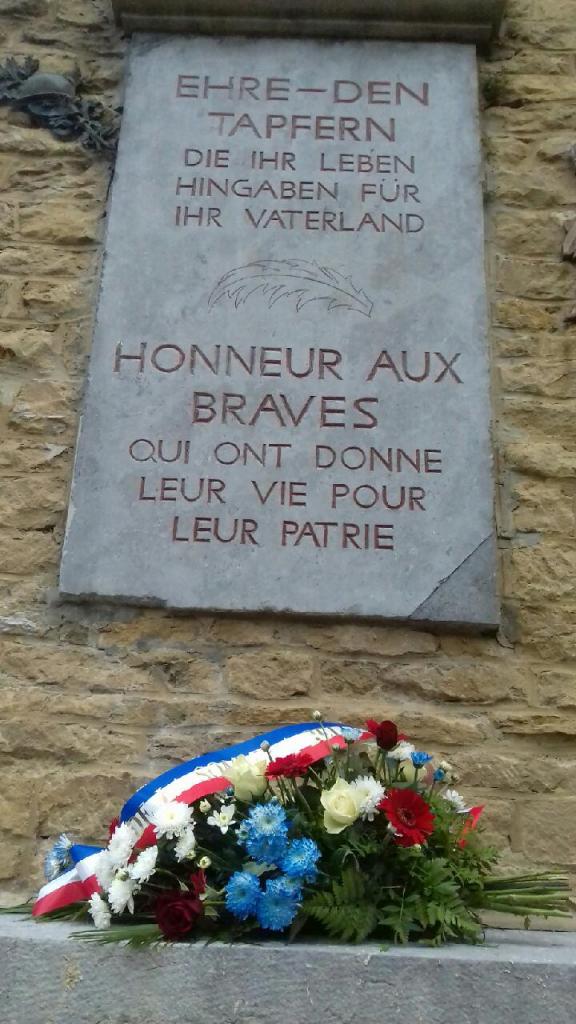 EHRE–DEN
TAPFERN
DIE IHR LEBEN
HINGABEN FÜR
IHR VATERLAND
HONNEUR AUX
BRAVES
QUI ONT DONNE
LEUR VIE POUR
LEUR PATRIE